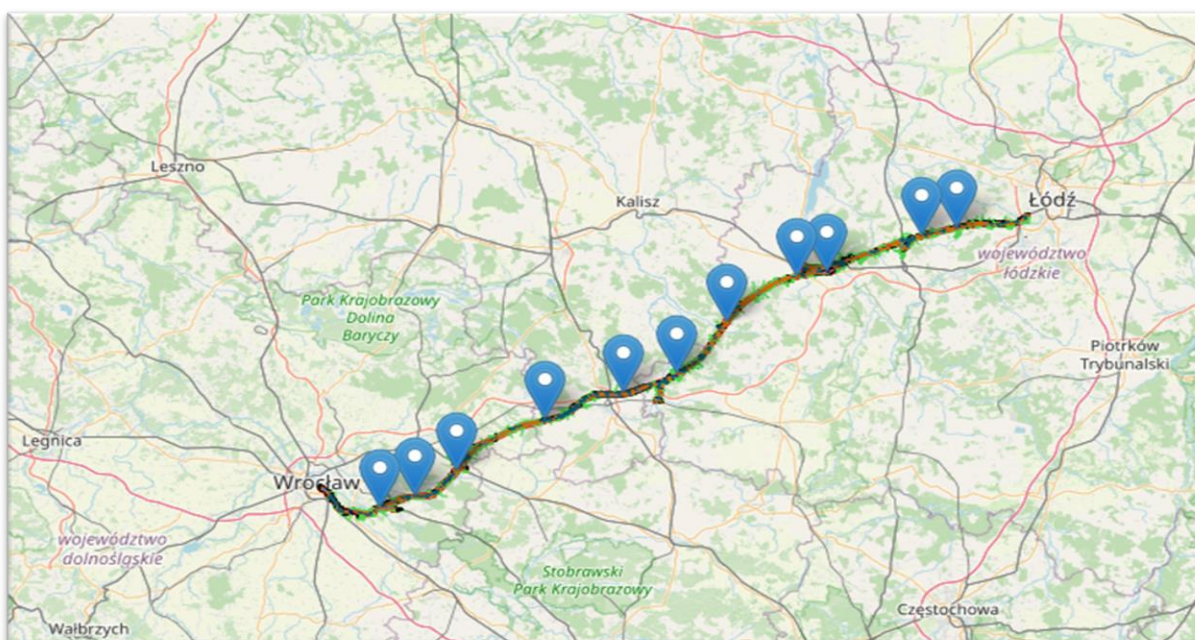 Leszno
Kalisz
Łódź
województwo
łódzkie
Park Krajobrazowy
Dolina
Baryczy
Piotrków
Trybunalski
Legnica
Wrocław
województwo
dolnośląskie
Stobrawski
Park Krajobrazowy
Częstochowa
Wałbrzych